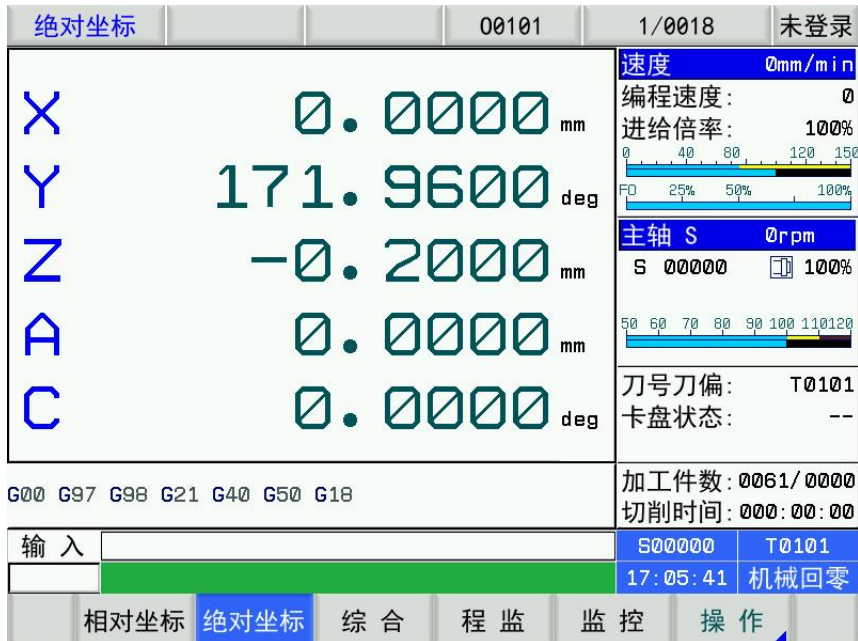 绝对坐标 O0101 1/0018 未登录
X 0.0000 mm
Y 171.9600 deg
Z -0.2000 mm
A 0.0000 mm
C 0.0000 deg
G00 G97 G98 G21 G40 G50 G18
速度 0mm/min
编程速度: 0
进给倍率: 100%
0 40 80 120 150
F0 25% 50% 100%
主轴 S 0rpm
S 00000 100%
50 60 70 80 90 100 110 120
刀号刀偏: T0101
卡盘状态: --
加工件数: 0061/0000
切削时间: 000:00:00
输入
S00000 T0101
17:05:41 机械回零
相对坐标 绝对坐标 综合 程监 监控 操作